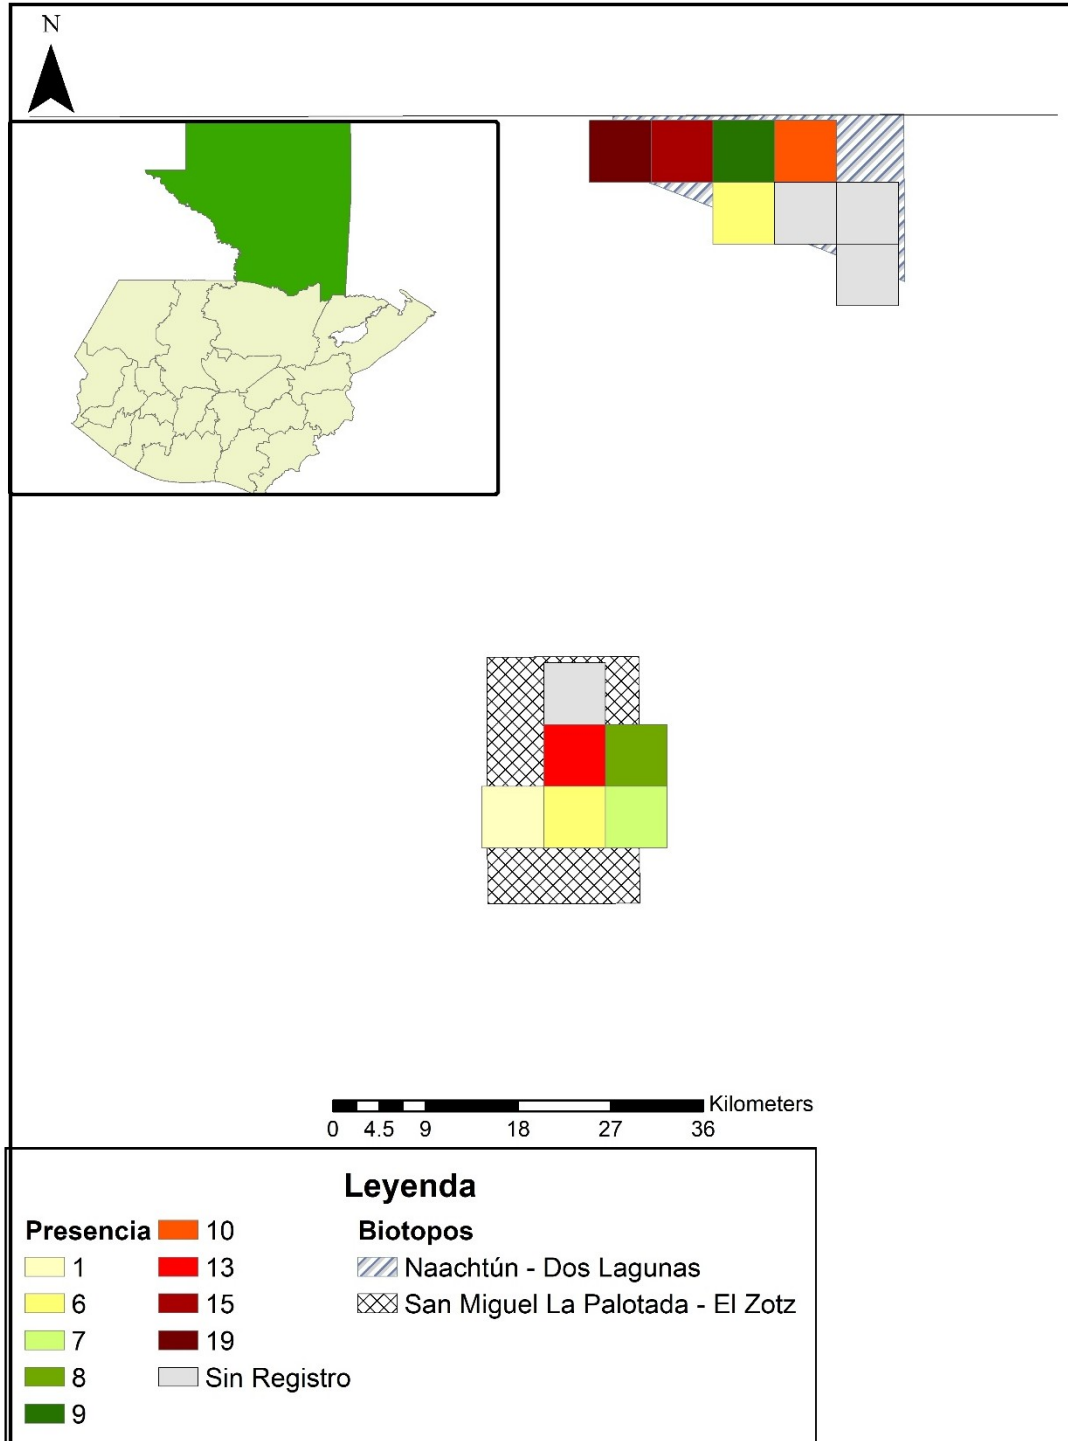 N
Kilometers
0 4.5 9 18 27 36
Leyenda
Presencia
1
6
7
8
9
10
13
15
19
Sin Registro
Biotopos
Naachtún - Dos Lagunas
San Miguel La Palotada - El Zotz